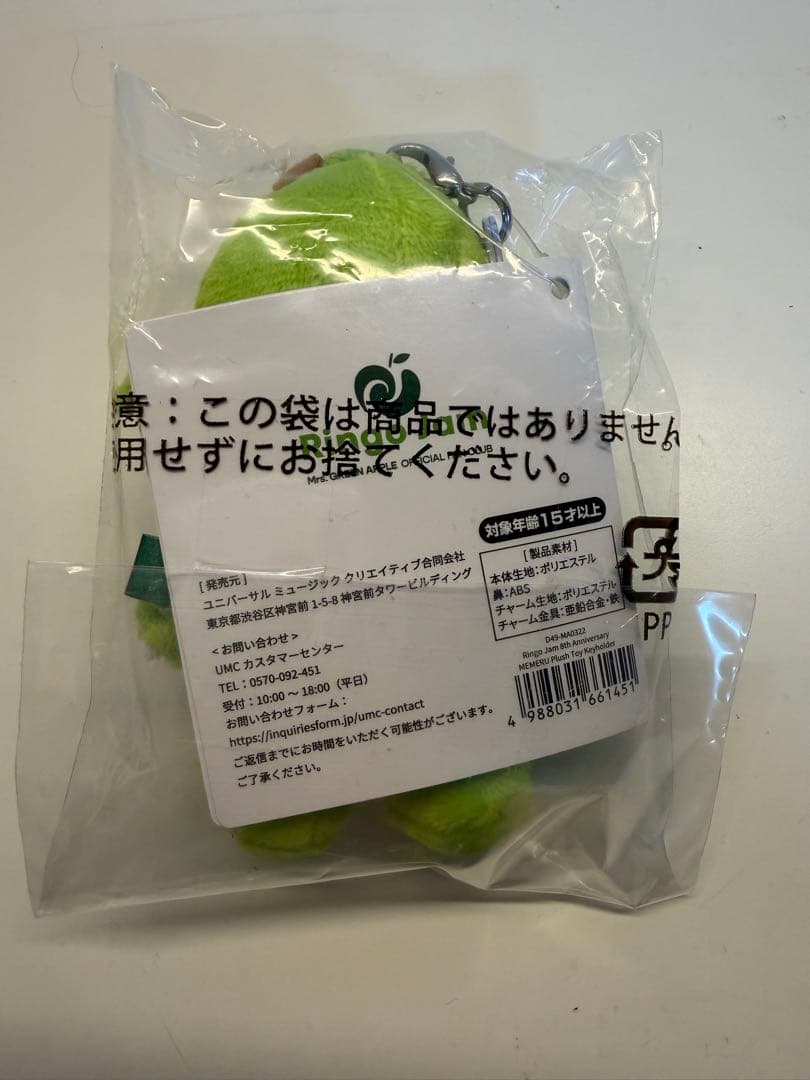 意：この袋は商品ではありません。
用せずにお捨てください。
Ringo Jam
Mrs. GREEN APPLE OFFICIAL FANCLUB
対象年齢15才以上
[発売元]
ユニバーサル ミュージック クリエイティブ合同会社
東京都渋谷区神宮前 1-5-8 神宮前タワービルディング
<お問い合わせ>
UMC カスタマーセンター
TEL：0570-092-451
受付：10:00 ～ 18:00（平日）
お問い合わせフォーム：
https://inquiriesform.jp/umc-contact
ご返信までにお時間をいただく可能性がございます。
ご了承ください。
[製品素材]
本体生地：ポリエステル
鼻：ABS
チャーム生地：ポリエステル
チャーム金具：亜鉛合金・鉄
D49-MA0322
Ringo Jam 8th Anniversary
MEMERU Plush Toy Keyholder
4 988031 661451
PP